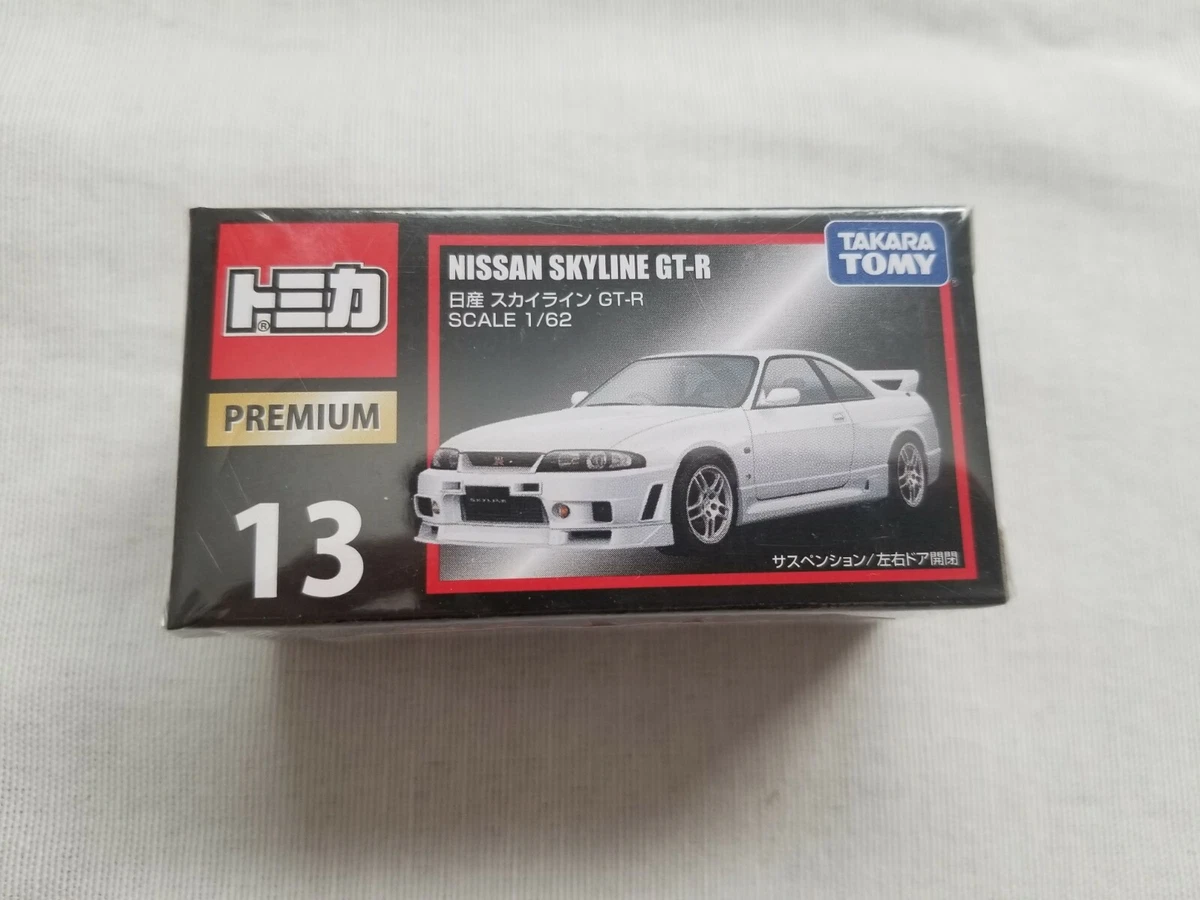 トミカ®
PREMIUM
13
NISSAN SKYLINE GT-R
日産 スカイライン GT-R
SCALE 1/62
TAKARA
TOMY
SKYLINE
サスペンション/左右ドア開閉